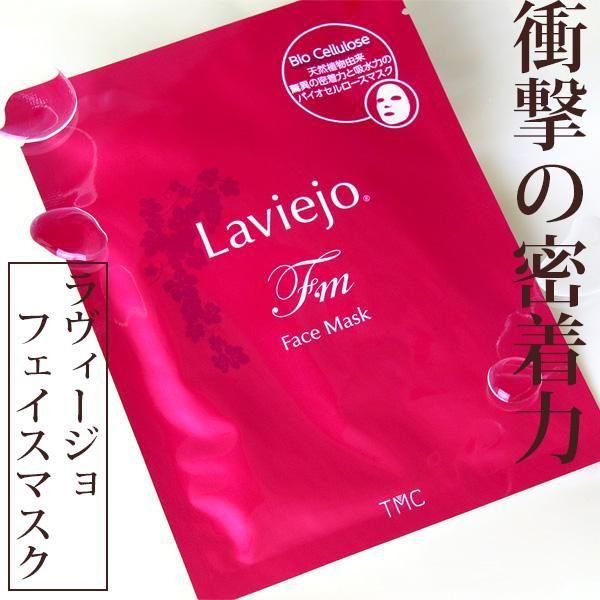 衝撃の密着力
Bio Cellulose
天然植物由来
驚異の密着力と吸水力の
バイオセルロースマスク
Laviejo®
Fm
Face Mask
TMC
ラヴィージョ
フェイスマスク